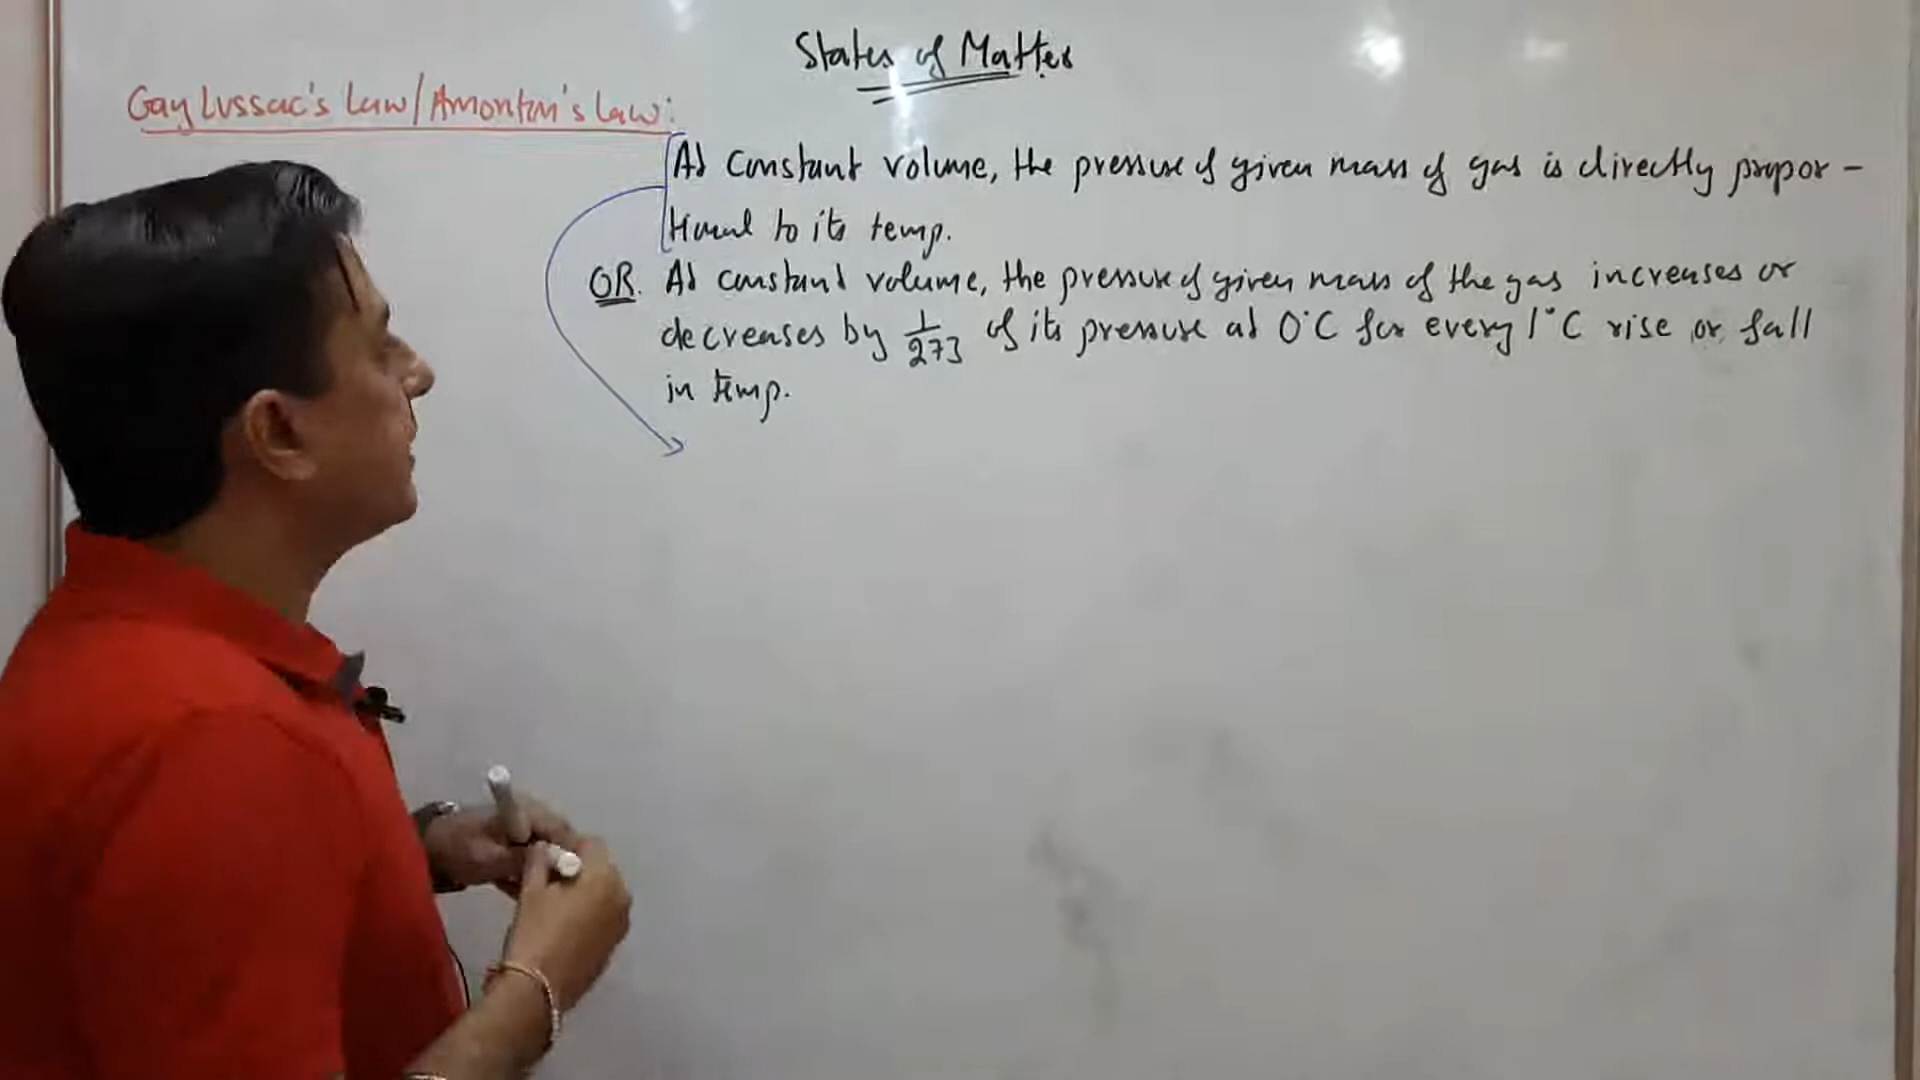 States of Matter
Gay Lussac's Law/Amonton's Law:
At constant volume, the pressure of given mass of gas is directly propor-
tional to its temp.
OR. At constant volume, the pressure of given mass of the gas increases or
decreases by 1/273 of its pressure at 0°C for every 1°C rise or fall
in temp.